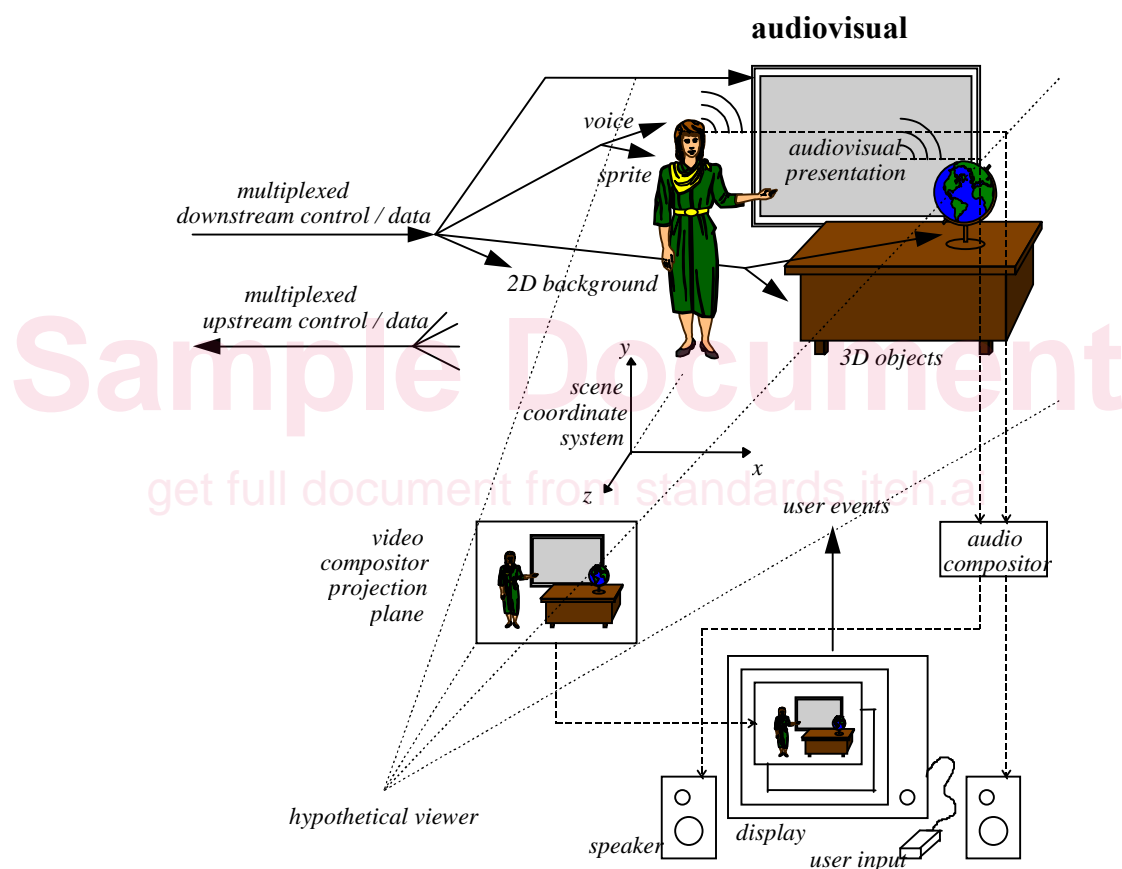 audiovisual
voice
sprite
audiovisual
presentation
multiplexed
downstream control / data
2D background
multiplexed
upstream control / data
3D objects
Sample Document
y
scene
coordinate
system
x
z
get full document from standards.iteh.ai
user events
video
compositor
projection
plane
audio
compositor
hypothetical viewer
speaker
display
user input